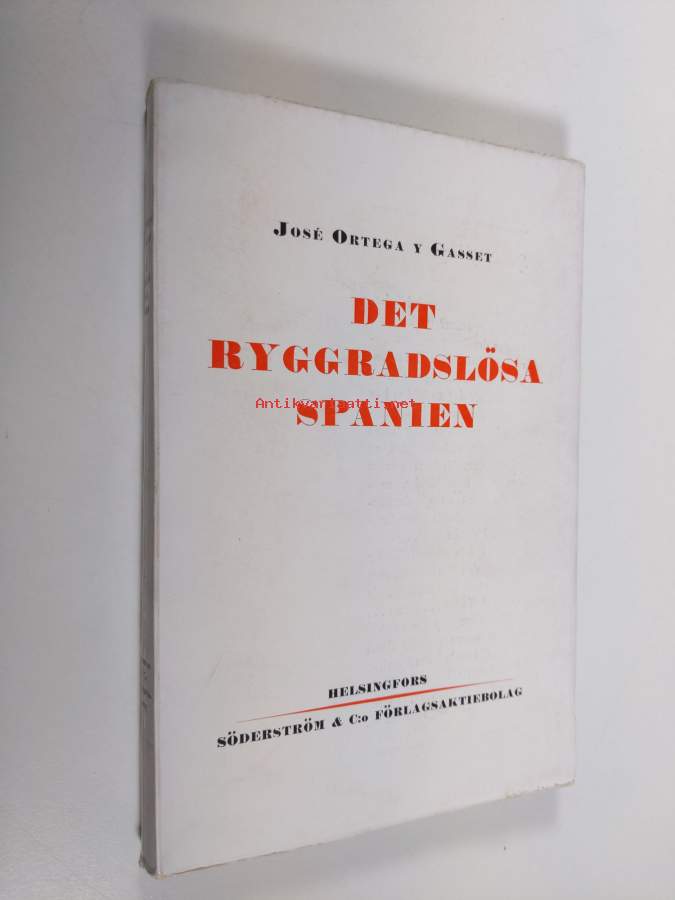 José Ortega y Gasset
DET
RYGGRADSLÖSA
Antikvariaatti.net
SPANIEN
HELSINGFORS
SÖDERSTRÖM & C:o FÖRLAGSAKTIEBOLAG